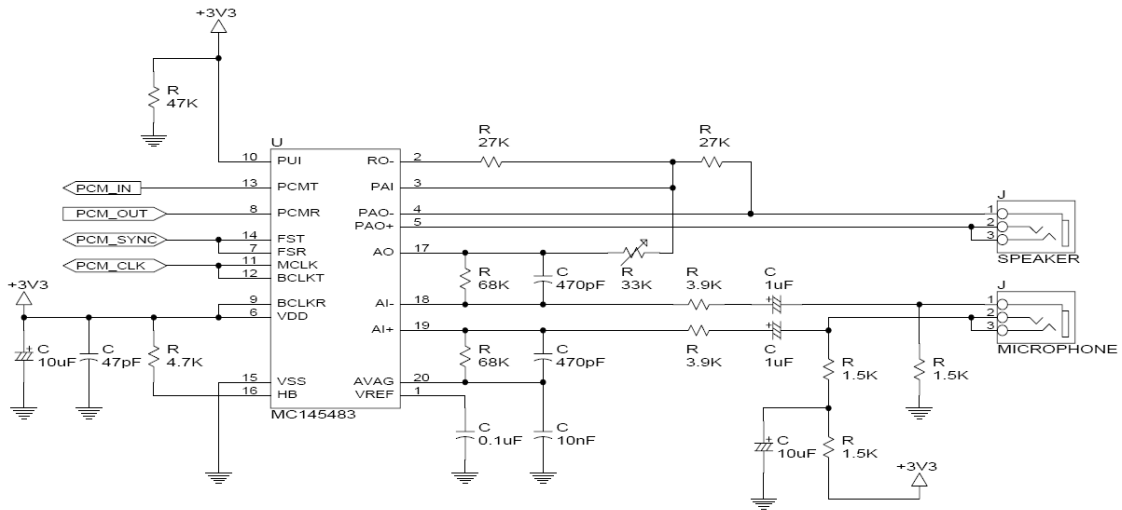 +3V3
R
47K
U
10 PUI
13 PCMT
8 PCMR
14 FST
7 FSR
11 MCLK
12 BCLKT
9 BCLKR
6 VDD
15 VSS
16 HB
RO- 2
PAI 3
PAO- 4
PAO+ 5
AO 17
AI- 18
AI+ 19
AVAG 20
VREF 1
MC145483
PCM_IN
PCM_OUT
PCM_SYNC
PCM_CLK
+3V3
C
10uF
C
47pF
R
4.7K
R
27K
R
27K
R
68K
C
470pF
R
33K
R
3.9K
C
1uF
R
68K
C
470pF
R
3.9K
C
1uF
C
0.1uF
C
10nF
R
1.5K
R
1.5K
C
10uF
R
1.5K
+3V3
J
1
2
3
SPEAKER
J
1
2
3
MICROPHONE